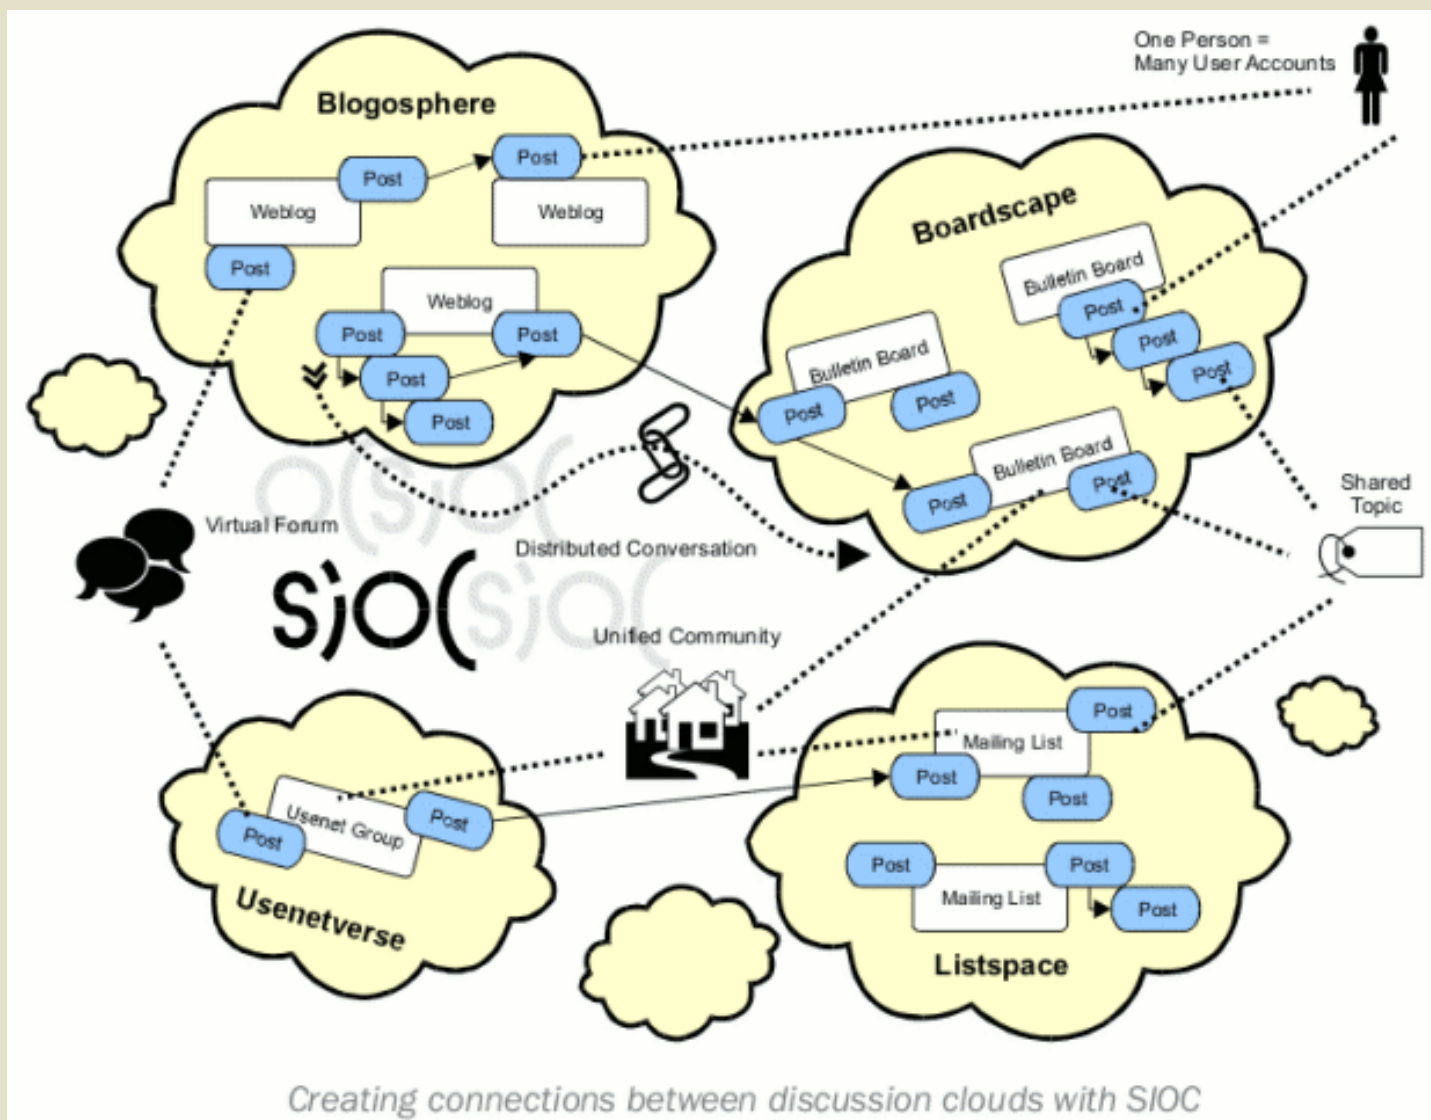 One Person =
Many User Accounts
Blogosphere
Post
Post
Weblog
Weblog
Post
Weblog
Post
Post
Post
Post
Boardscape
Bulletin Board
Post
Post
Post
Bulletin Board
Post
Post
Bulletin Board
Post
Post
Shared
Topic
Virtual Forum
Distributed Conversation
sioc
sioc
sioc
Unified Community
Usenet Group
Post
Post
Usenetverse
Post
Mailing List
Post
Post
Post
Post
Mailing List
Post
Listspace
Creating connections between discussion clouds with SIOC